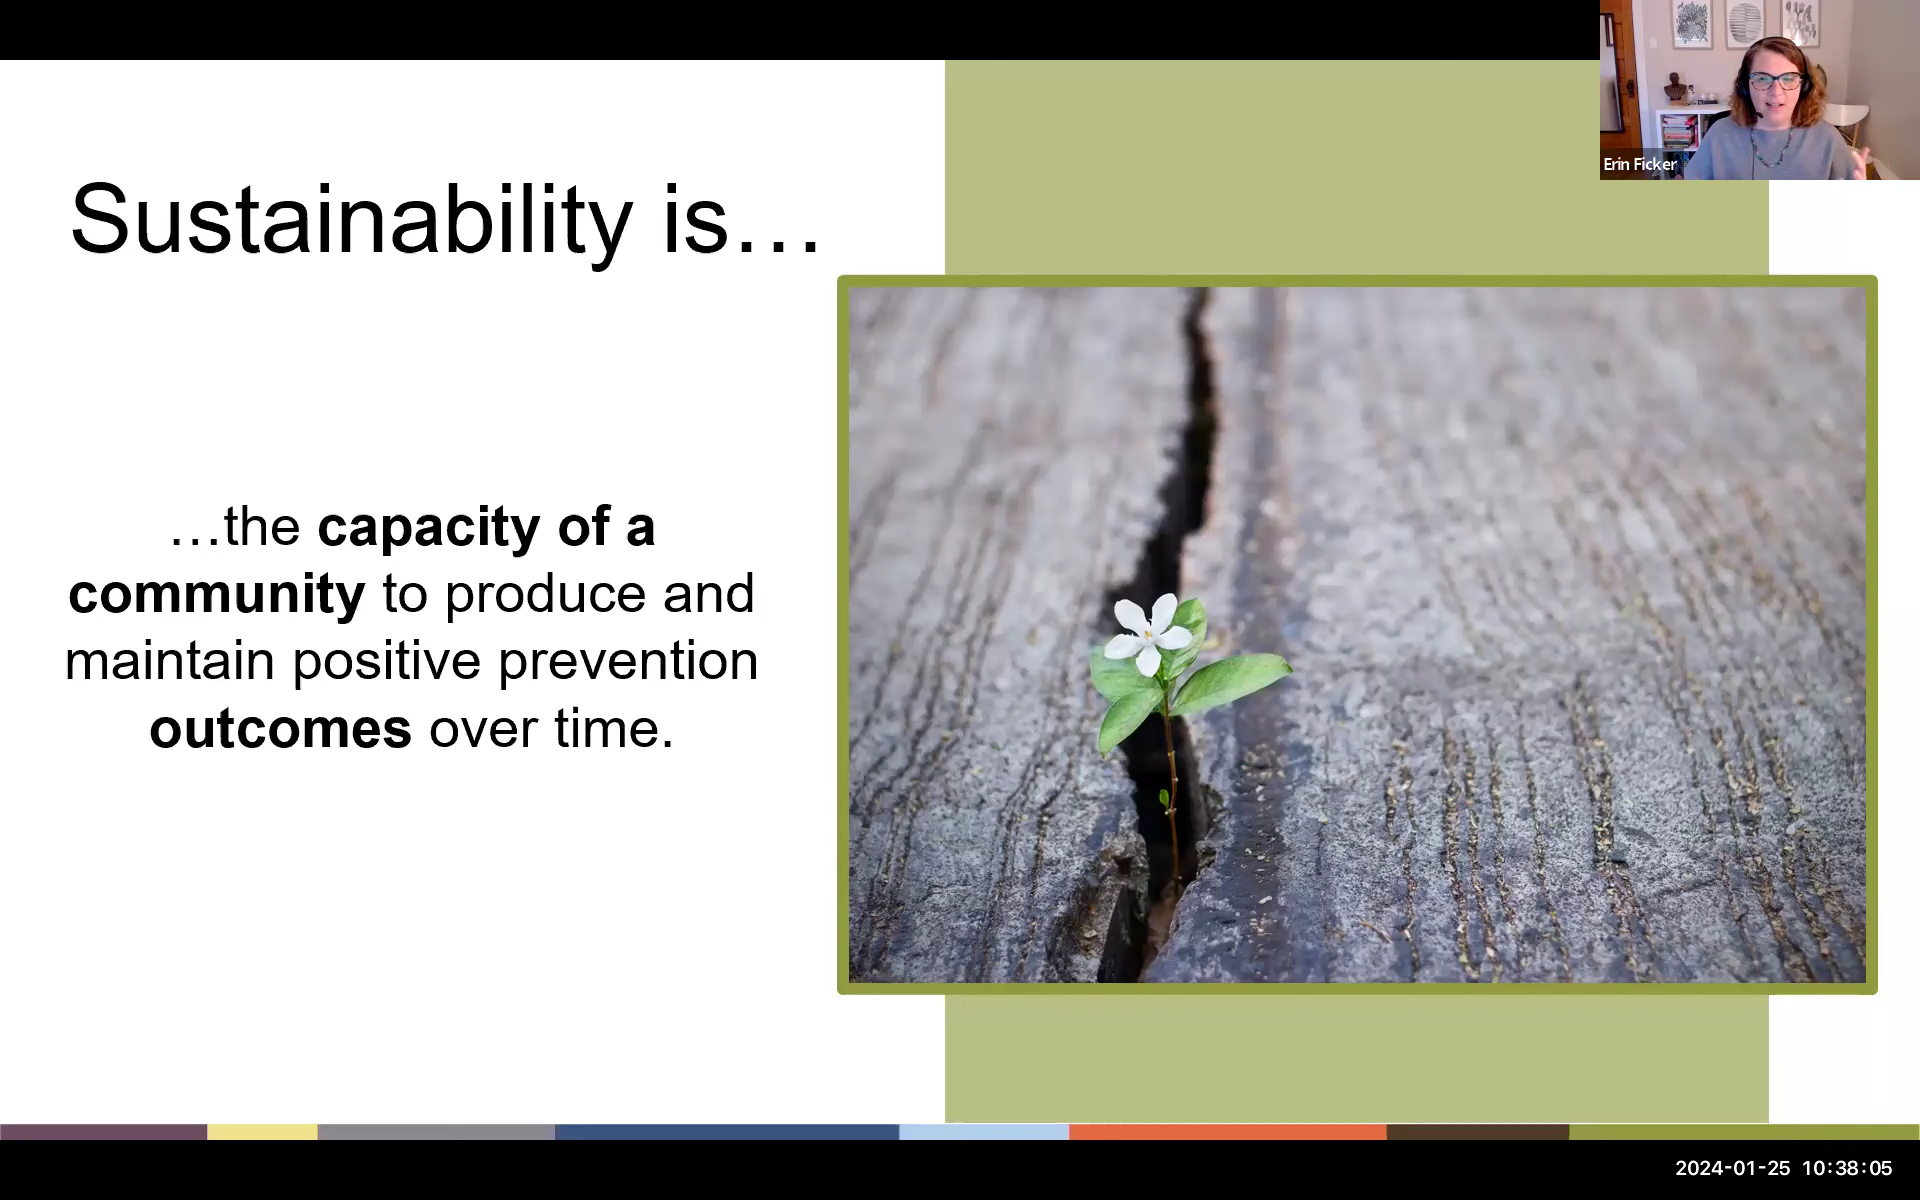 Erin Ficker
Sustainability is…
…the capacity of a
community to produce and
maintain positive prevention
outcomes over time.
2024-01-25 10:38:05